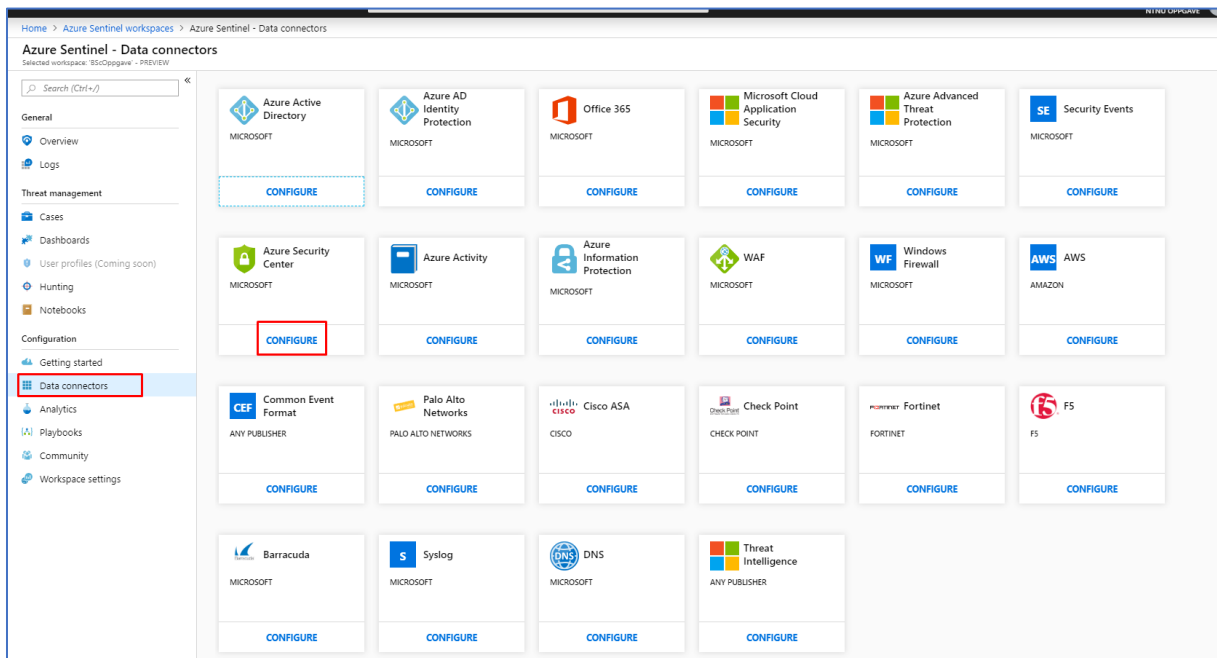 NTNU OPPGAVE
Home > Azure Sentinel workspaces > Azure Sentinel - Data connectors
Azure Sentinel - Data connectors
Selected workspace: 'BScOppgave' - PREVIEW
Search (Ctrl+/)
«
General
Overview
Logs
Threat management
Cases
Dashboards
User profiles (Coming soon)
Hunting
Notebooks
Configuration
Getting started
Data connectors
Analytics
Playbooks
Community
Workspace settings
Azure Active
Directory
MICROSOFT
CONFIGURE
Azure AD
Identity
Protection
MICROSOFT
CONFIGURE
Office 365
MICROSOFT
CONFIGURE
Microsoft Cloud
Application
Security
MICROSOFT
CONFIGURE
Azure Advanced
Threat
Protection
MICROSOFT
CONFIGURE
SE Security Events
MICROSOFT
CONFIGURE
Azure Security
Center
MICROSOFT
CONFIGURE
Azure Activity
MICROSOFT
CONFIGURE
Azure
Information
Protection
MICROSOFT
CONFIGURE
WAF
MICROSOFT
CONFIGURE
WF Windows
Firewall
MICROSOFT
CONFIGURE
AWS AWS
AMAZON
CONFIGURE
CEF Common Event
Format
ANY PUBLISHER
CONFIGURE
Palo Alto
Networks
PALO ALTO NETWORKS
CONFIGURE
CISCO Cisco ASA
CISCO
CONFIGURE
Check Point Check Point
CHECK POINT
CONFIGURE
FORTINET Fortinet
FORTINET
CONFIGURE
F5 F5
F5
CONFIGURE
Barracuda
MICROSOFT
CONFIGURE
S Syslog
MICROSOFT
CONFIGURE
DNS DNS
MICROSOFT
CONFIGURE
Threat
Intelligence
ANY PUBLISHER
CONFIGURE